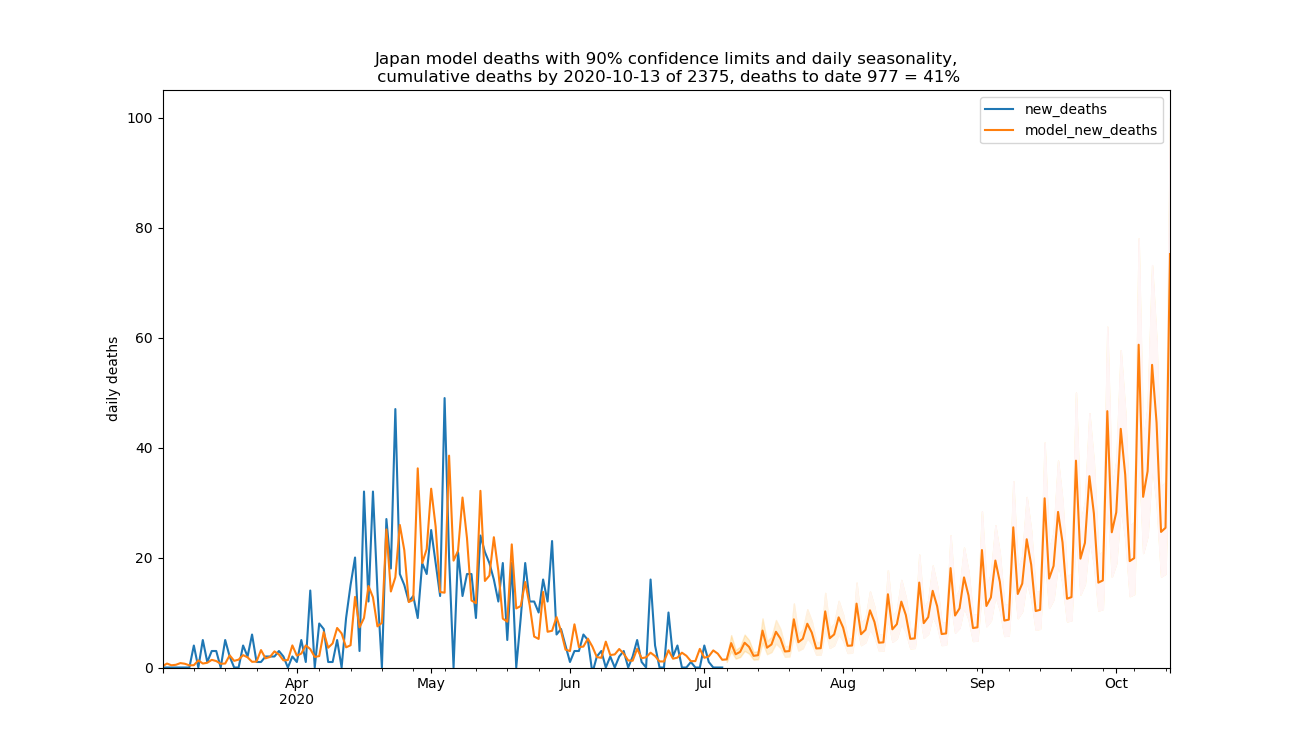 Japan model deaths with 90% confidence limits and daily seasonality,
cumulative deaths by 2020-10-13 of 2375, deaths to date 977 = 41%
new_deaths
model_new_deaths
daily deaths
100
80
60
40
20
0
Apr
2020
May
Jun
Jul
Aug
Sep
Oct